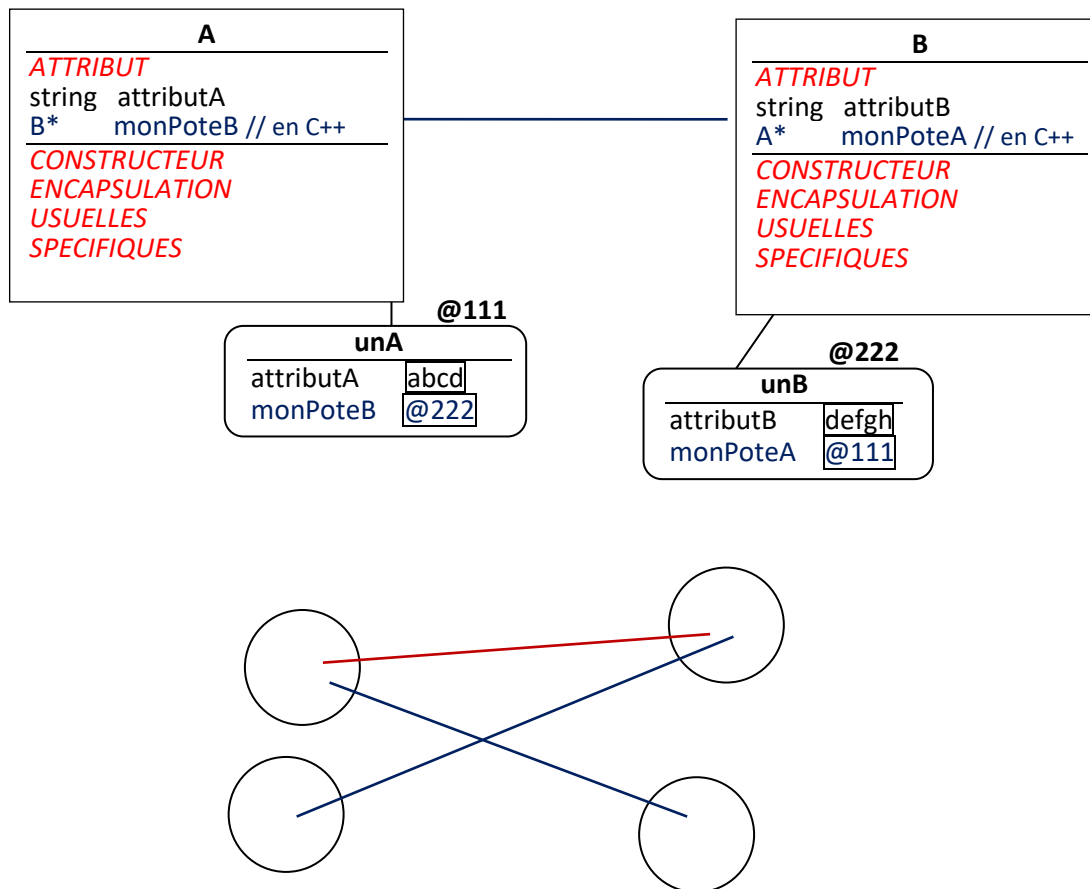 A
ATTRIBUT
string attributA
B* monPoteB // en C++
CONSTRUCTEUR
ENCAPSULATION
USUELLES
SPECIFIQUES
B
ATTRIBUT
string attributB
A* monPoteA // en C++
CONSTRUCTEUR
ENCAPSULATION
USUELLES
SPECIFIQUES
@111
unA
attributA abcd
monPoteB @222
@222
unB
attributB defgh
monPoteA @111